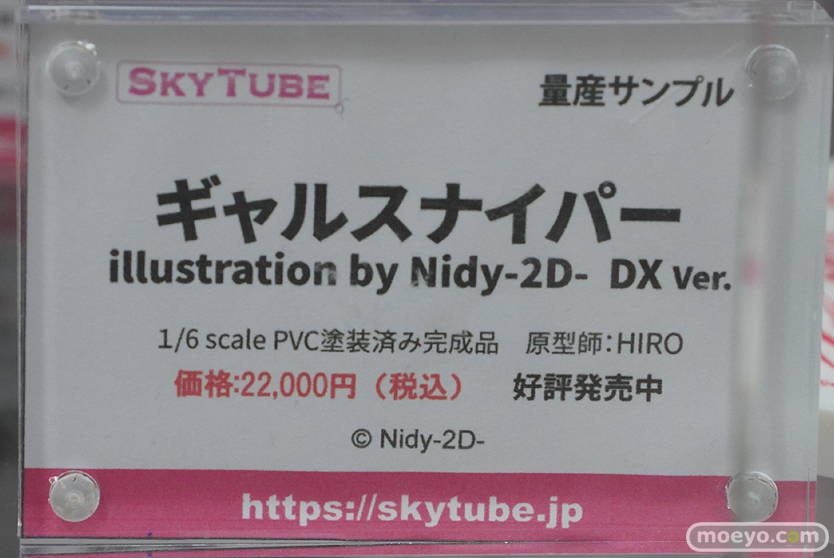 SKYTUBE
量産サンプル
ギャルスナイパー
illustration by Nidy-2D- DX ver.
1/6 scale PVC塗装済み完成品 原型師:HIRO
価格:22,000円（税込） 好評発売中
© Nidy-2D-
https://skytube.jp
moeyo.com